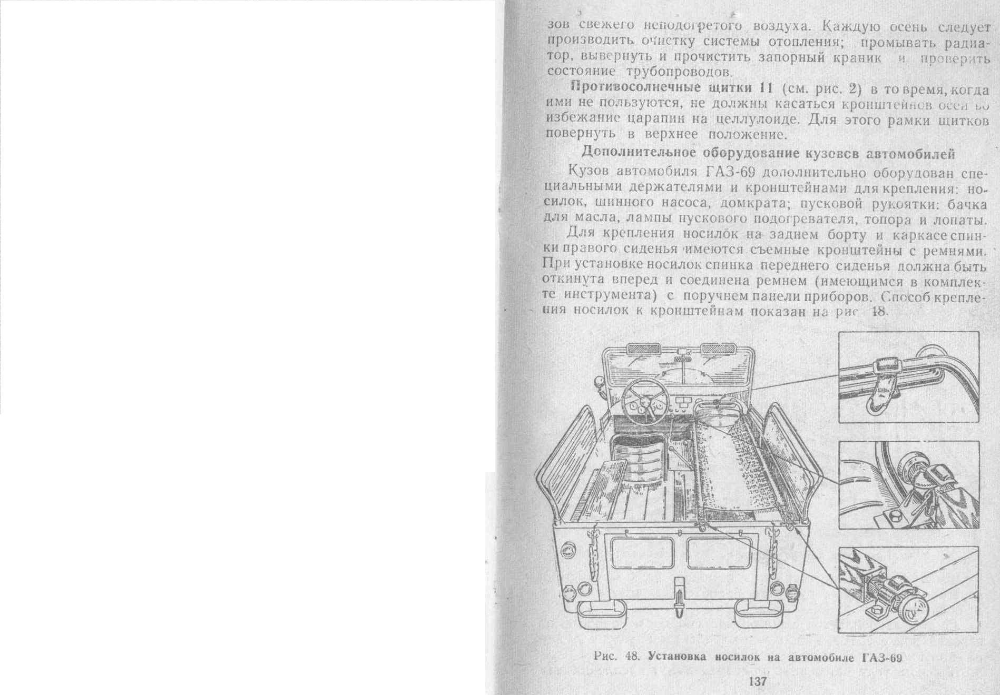 зов свежего неподогретого воздуха. Каждую осень следует
производить очистку системы отопления; промывать радиа-
тор, вывернуть и прочистить запорный краник и проверить
состояние трубопроводов.
Противосолнечные щитки 11 (см. рис. 2) в то время, когда
ими не пользуются, не должны касаться кронштейнов осей во
избежание царапин на целлулоиде. Для этого рамки щитков
повернуть в верхнее положение.
Дополнительное оборудование кузовов автомобилей
Кузов автомобиля ГАЗ-69 дополнительно оборудован спе-
циальными держателями и кронштейнами для крепления: но-
силок, шинного насоса, домкрата; пусковой рукоятки: бачка
для масла, лампы пускового подогревателя, топора и лопаты.
Для крепления носилок на заднем борту и каркасе спин-
ки правого сиденья имеются съемные кронштейны с ремнями.
При установке носилок спинка переднего сиденья должна быть
откинута вперед и соединена ремнем (имеющимся в комплек-
те инструмента) с поручнем панели приборов. Способ крепле-
ния носилок к кронштейнам показан на рис 48.
Рис. 48. Установка носилок на автомобиле ГАЗ-69
137